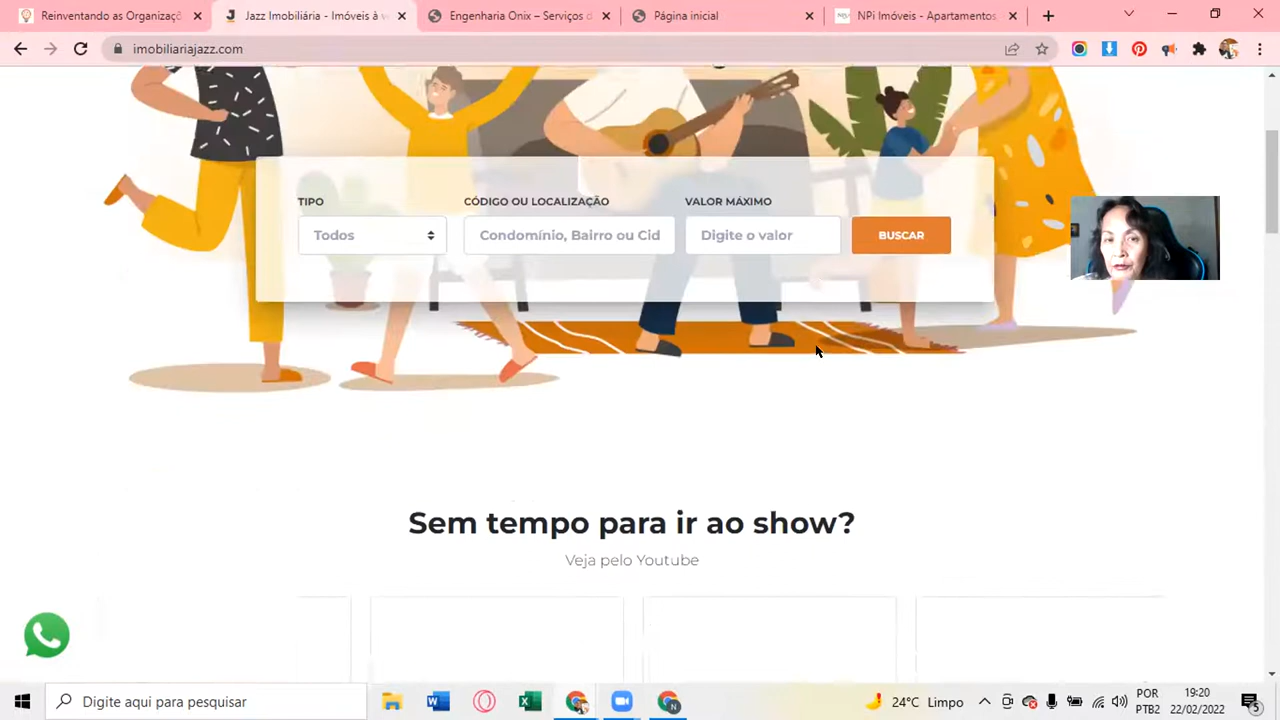 Reinventando as Organizaçõ
Jazz Imobiliária - Imóveis à v
Engenharia Onix – Serviços d
Página inicial
NPi Imóveis - Apartamentos,
imobiliariajazz.com
TIPO
CÓDIGO OU LOCALIZAÇÃO
VALOR MÁXIMO
Todos
Condomínio, Bairro ou Cid
Digite o valor
BUSCAR
Sem tempo para ir ao show?
Veja pelo Youtube
Digite aqui para pesquisar
24°C Limpo
POR
PTB2
19:20
22/02/2022
5